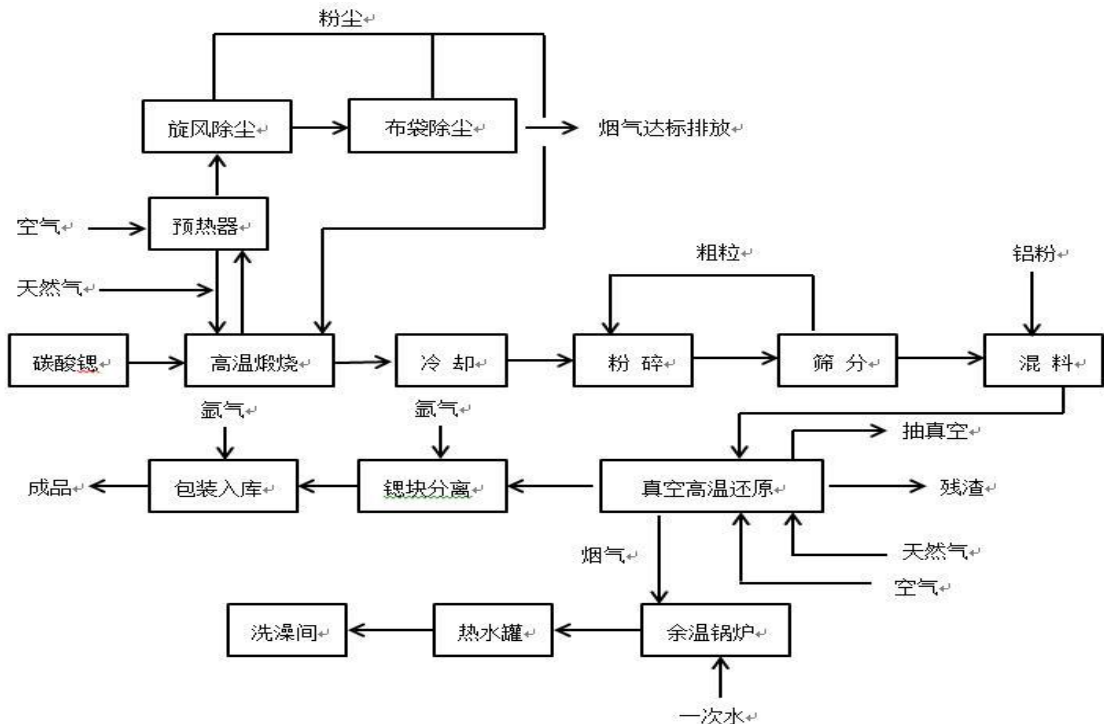 粉尘
旋风除尘
布袋除尘
烟气达标排放
空气
预热器
粗粒
铝粉
天然气
碳酸锶
高温煅烧
冷 却
粉 碎
筛 分
混 料
氩气
氩气
抽真空
成品
包装入库
锶块分离
真空高温还原
残渣
烟气
天然气
空气
洗澡间
热水罐
余温锅炉
一次水